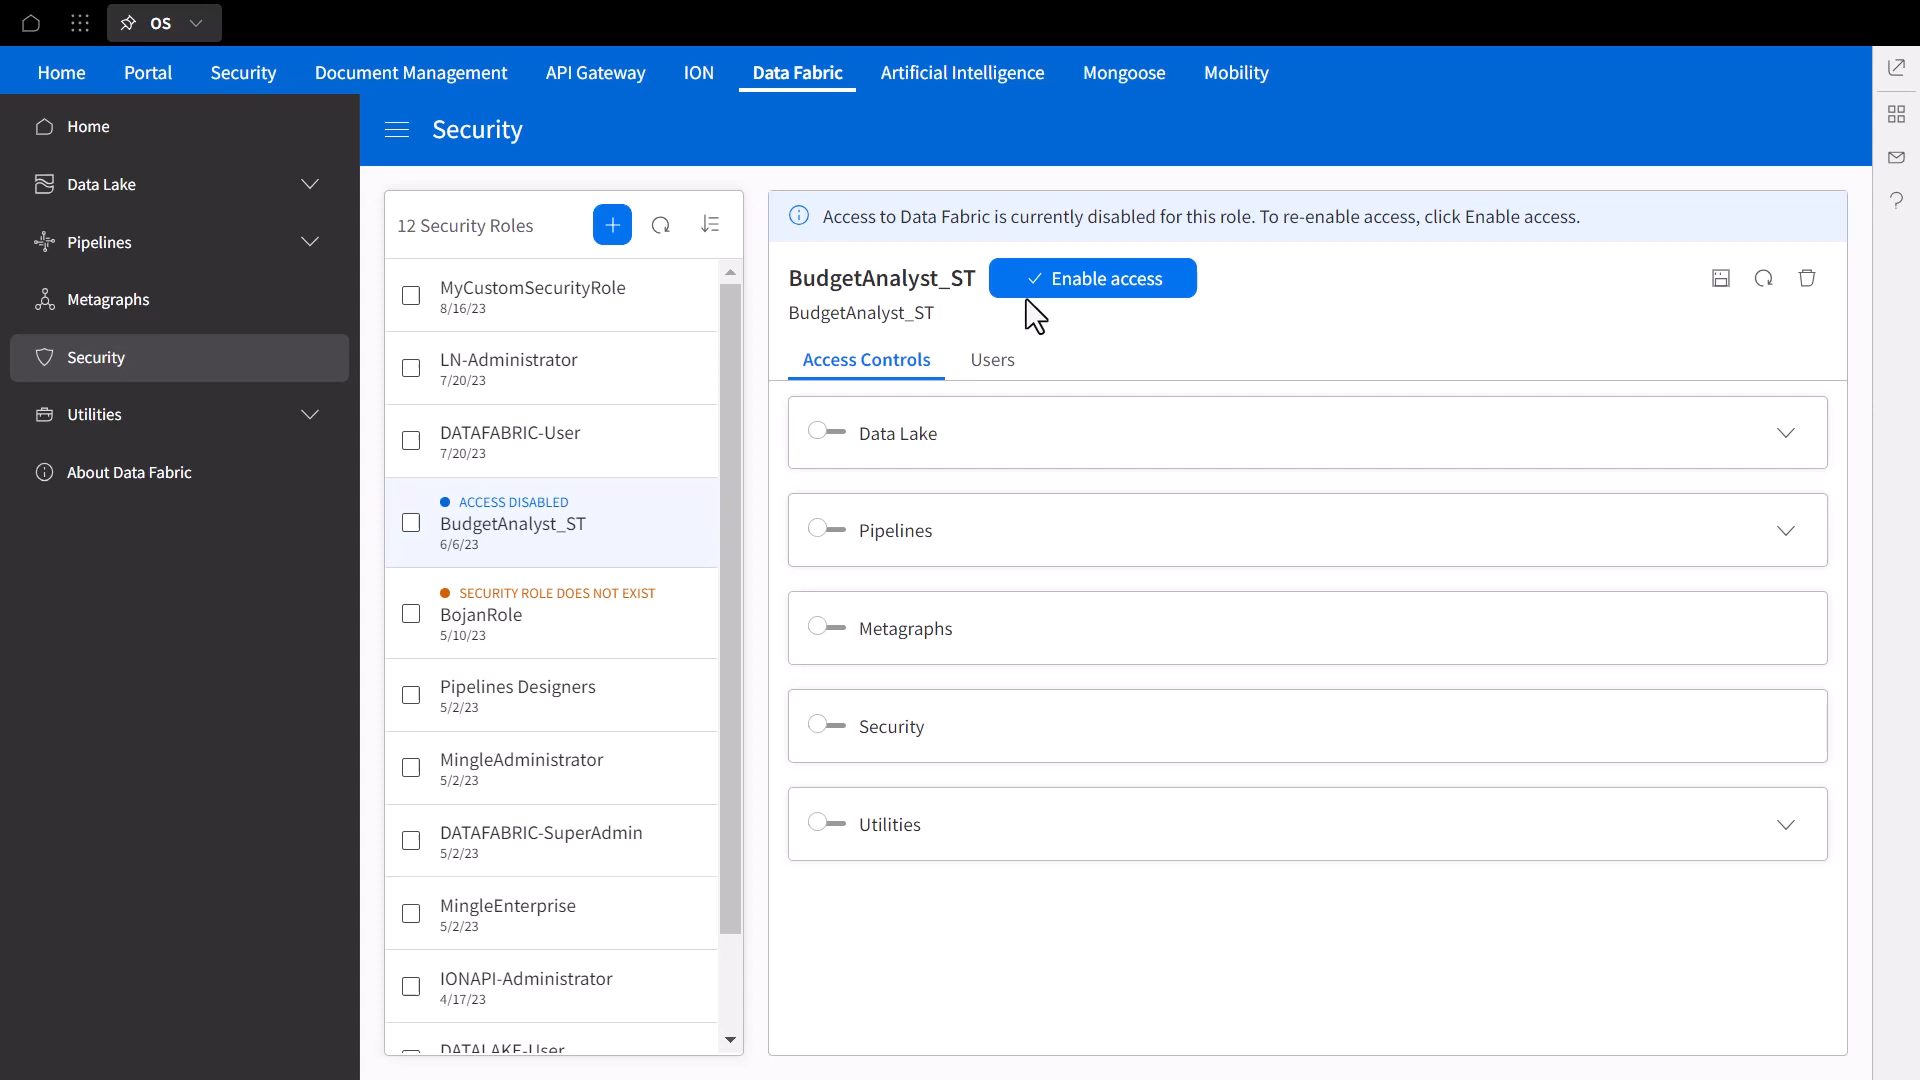 OS
Home
Portal
Security
Document Management
API Gateway
ION
Data Fabric
Artificial Intelligence
Mongoose
Mobility
Home
Data Lake
Pipelines
Metagraphs
Security
Utilities
About Data Fabric
Security
12 Security Roles
MyCustomSecurityRole
8/16/23
LN-Administrator
7/20/23
DATAFABRIC-User
7/20/23
ACCESS DISABLED
BudgetAnalyst_ST
6/6/23
SECURITY ROLE DOES NOT EXIST
BojanRole
5/10/23
Pipelines Designers
5/2/23
MingleAdministrator
5/2/23
DATAFABRIC-SuperAdmin
5/2/23
MingleEnterprise
5/2/23
IONAPI-Administrator
4/17/23
DATALAKE-User
Access to Data Fabric is currently disabled for this role. To re-enable access, click Enable access.
BudgetAnalyst_ST
Enable access
BudgetAnalyst_ST
Access Controls
Users
Data Lake
Pipelines
Metagraphs
Security
Utilities